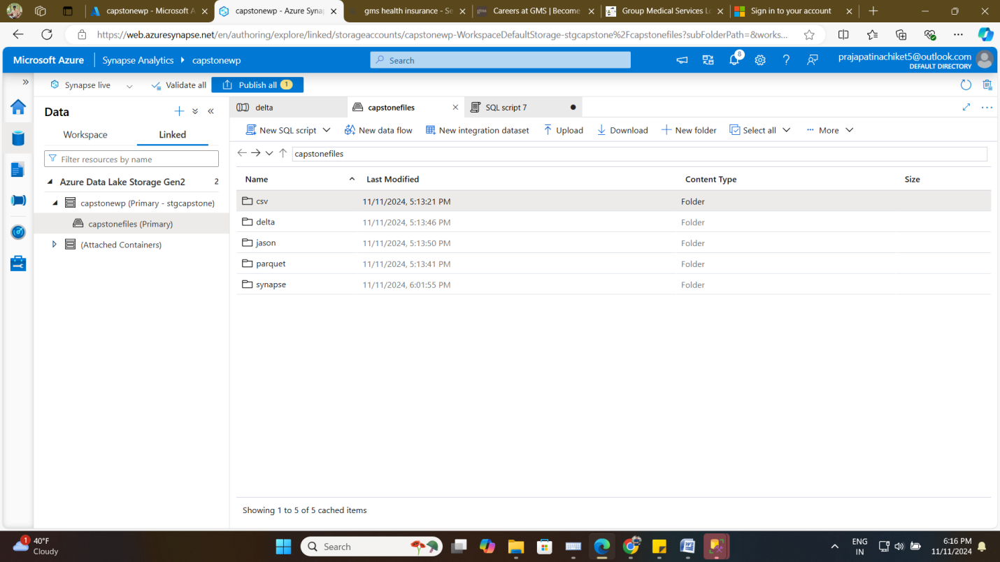 capstonewp - Microsoft A
capstonewp - Azure Syna
gms health insurance - Se
Careers at GMS | Become
Group Medical Services Lo
Sign in to your account
https://web.azuresynapse.net/en/authoring/explore/linked/storageaccounts/capstonewp-WorkspaceDefaultStorage-stgcapstone%2Fcapstonefiles?subFolderPath=&works...
Microsoft Azure
Synapse Analytics
capstonewp
Search
8
prajapatinachiket5@outlook.com
DEFAULT DIRECTORY
Synapse live
Validate all
Publish all 1
Data
Workspace
Linked
Filter resources by name
Azure Data Lake Storage Gen2 2
capstonewp (Primary - stgcapstone)
capstonefiles (Primary)
(Attached Containers)
delta
capstonefiles
SQL script 7
New SQL script
New data flow
New integration dataset
Upload
Download
New folder
Select all
More
capstonefiles
Name Last Modified Content Type Size
csv 11/11/2024, 5:13:21 PM Folder
delta 11/11/2024, 5:13:46 PM Folder
jason 11/11/2024, 5:13:50 PM Folder
parquet 11/11/2024, 5:13:41 PM Folder
synapse 11/11/2024, 6:01:55 PM Folder
Showing 1 to 5 of 5 cached items
1
40°F
Cloudy
Search
ENG
IN
6:16 PM
11/11/2024